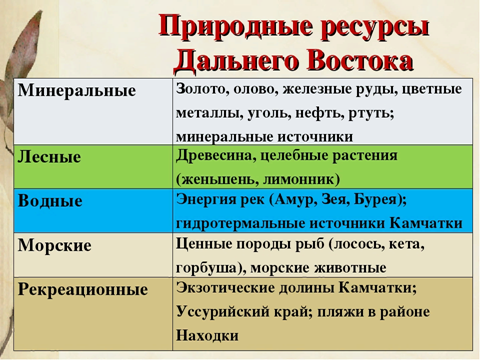 Природные ресурсы
Дальнего Востока
Минеральные
Золото, олово, железные руды, цветные
металлы, уголь, нефть, ртуть;
минеральные источники
Лесные
Древесина, целебные растения
(женьшень, лимонник)
Водные
Энергия рек (Амур, Зея, Бурея);
гидротермальные источники Камчатки
Морские
Ценные породы рыб (лосось, кета,
горбуша), морские животные
Рекреационные
Экзотические долины Камчатки;
Уссурийский край; пляжи в районе
Находки